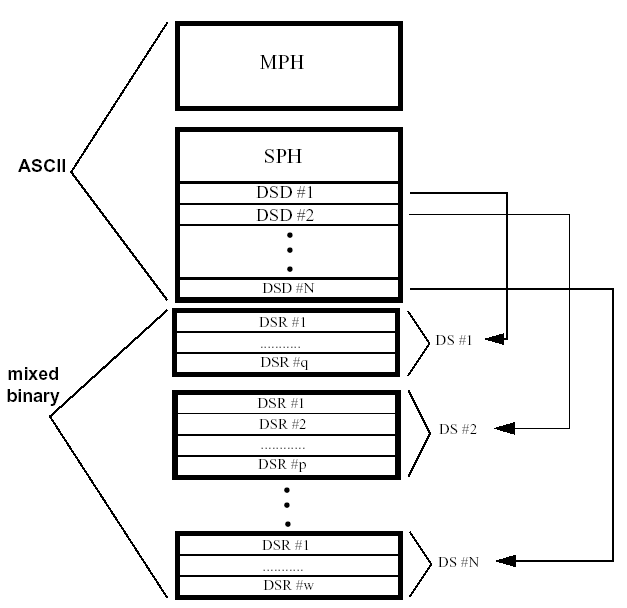 MPH
ASCII
SPH
DSD #1
DSD #2
DSD #N
DSR #1
...........
DSR #q
DS #1
mixed
binary
DSR #1
DSR #2
............
DSR #p
DS #2
DSR #1
...........
DSR #w
DS #N